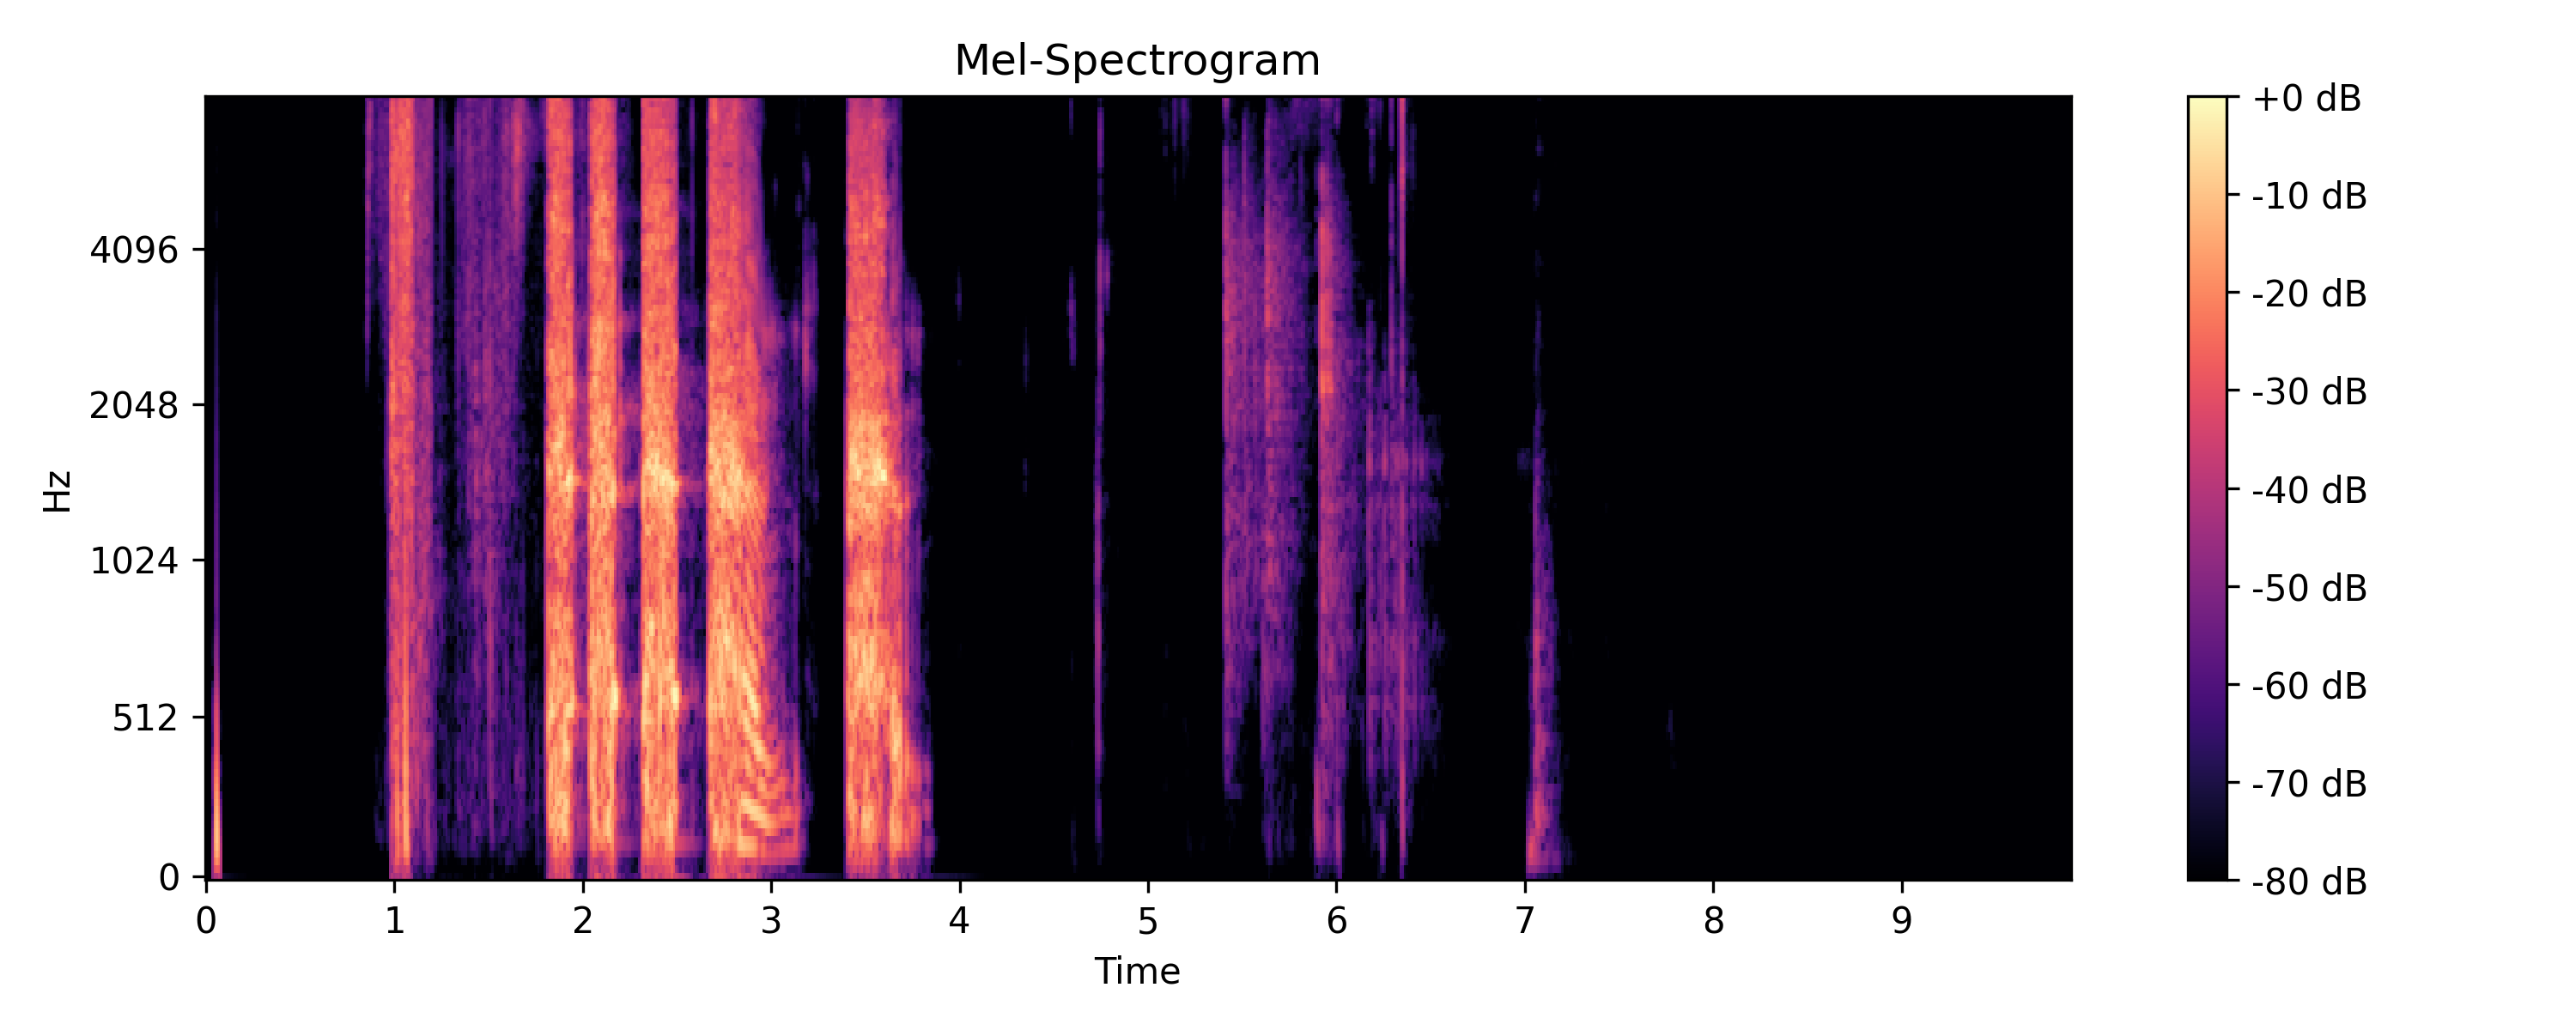 Mel-Spectrogram
+0 dB
-10 dB
-20 dB
-30 dB
-40 dB
-50 dB
-60 dB
-70 dB
-80 dB
4096
2048
1024
512
0
Hz
0 1 2 3 4 5 6 7 8 9
Time